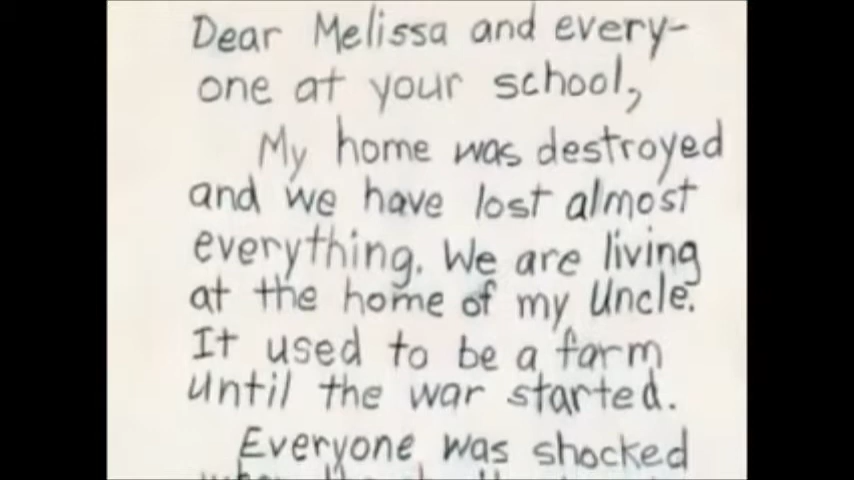 Dear Melissa and every-
one at your school,
My home was destroyed
and we have lost almost
everything. We are living
at the home of my Uncle.
It used to be a farm
until the war started.
Everyone was shocked
when